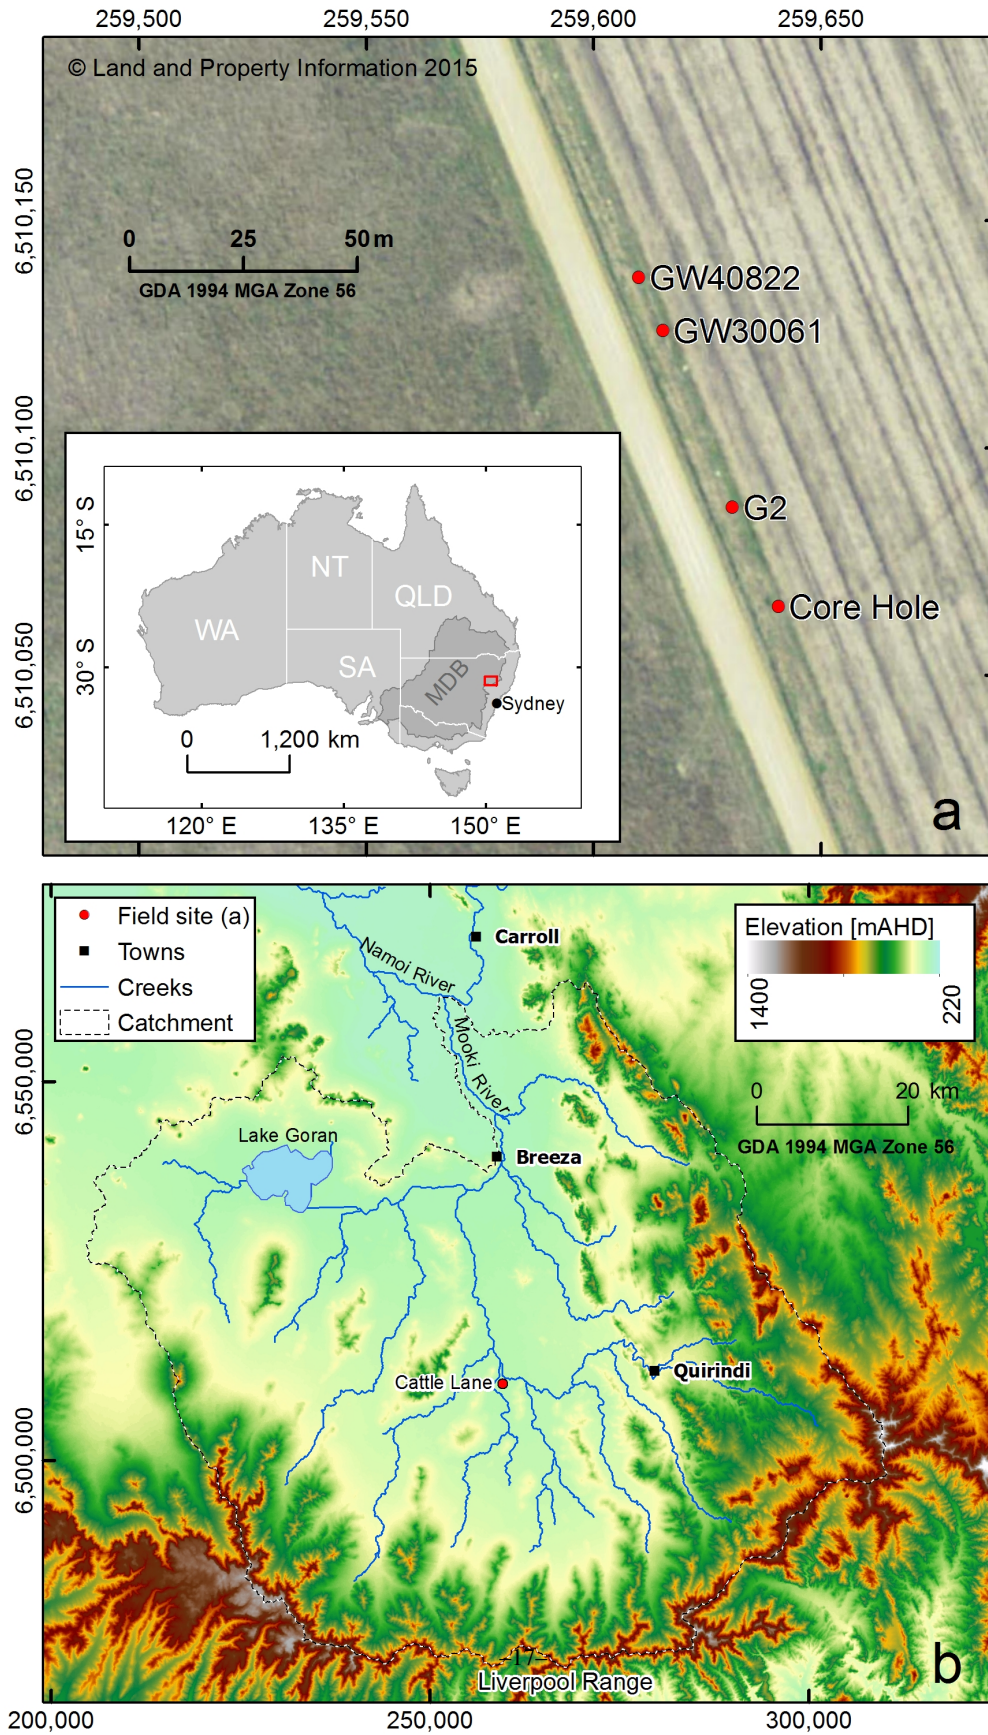 259,500 259,550 259,600 259,650
© Land and Property Information 2015
6,510,150
0 25 50 m
GDA 1994 MGA Zone 56
GW40822
GW30061
6,510,100
G2
Core Hole
6,510,050
15° S
30° S
NT
QLD
WA
SA
MDB
Sydney
0 1,200 km
120° E 135° E 150° E
a
Field site (a)
Towns
Creeks
Catchment
Carroll
Namoi River
Mooki River
Elevation [mAHD]
1400 220
0 20 km
GDA 1994 MGA Zone 56
6,550,000
Lake Goran
Breeza
Cattle Lane
Quirindi
6,500,000
17
Liverpool Range
b
200,000 250,000 300,000